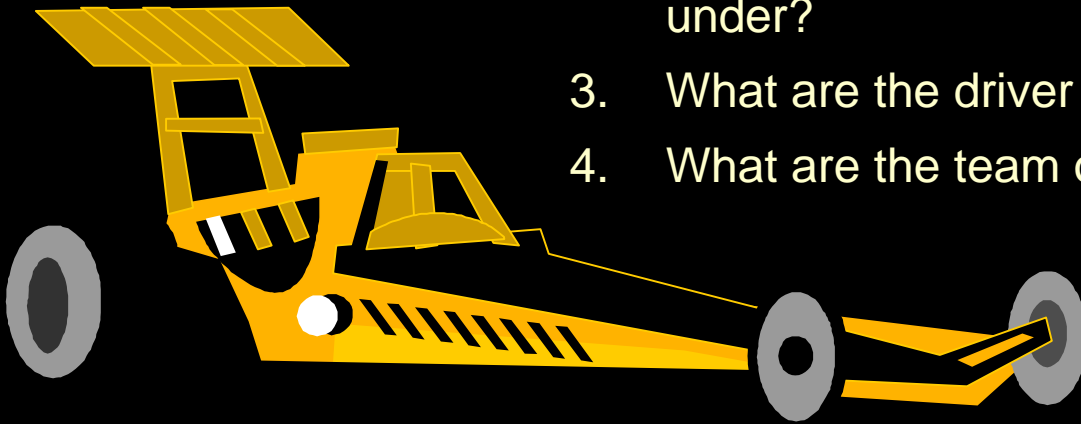 under?
3. What are the driver
4. What are the team